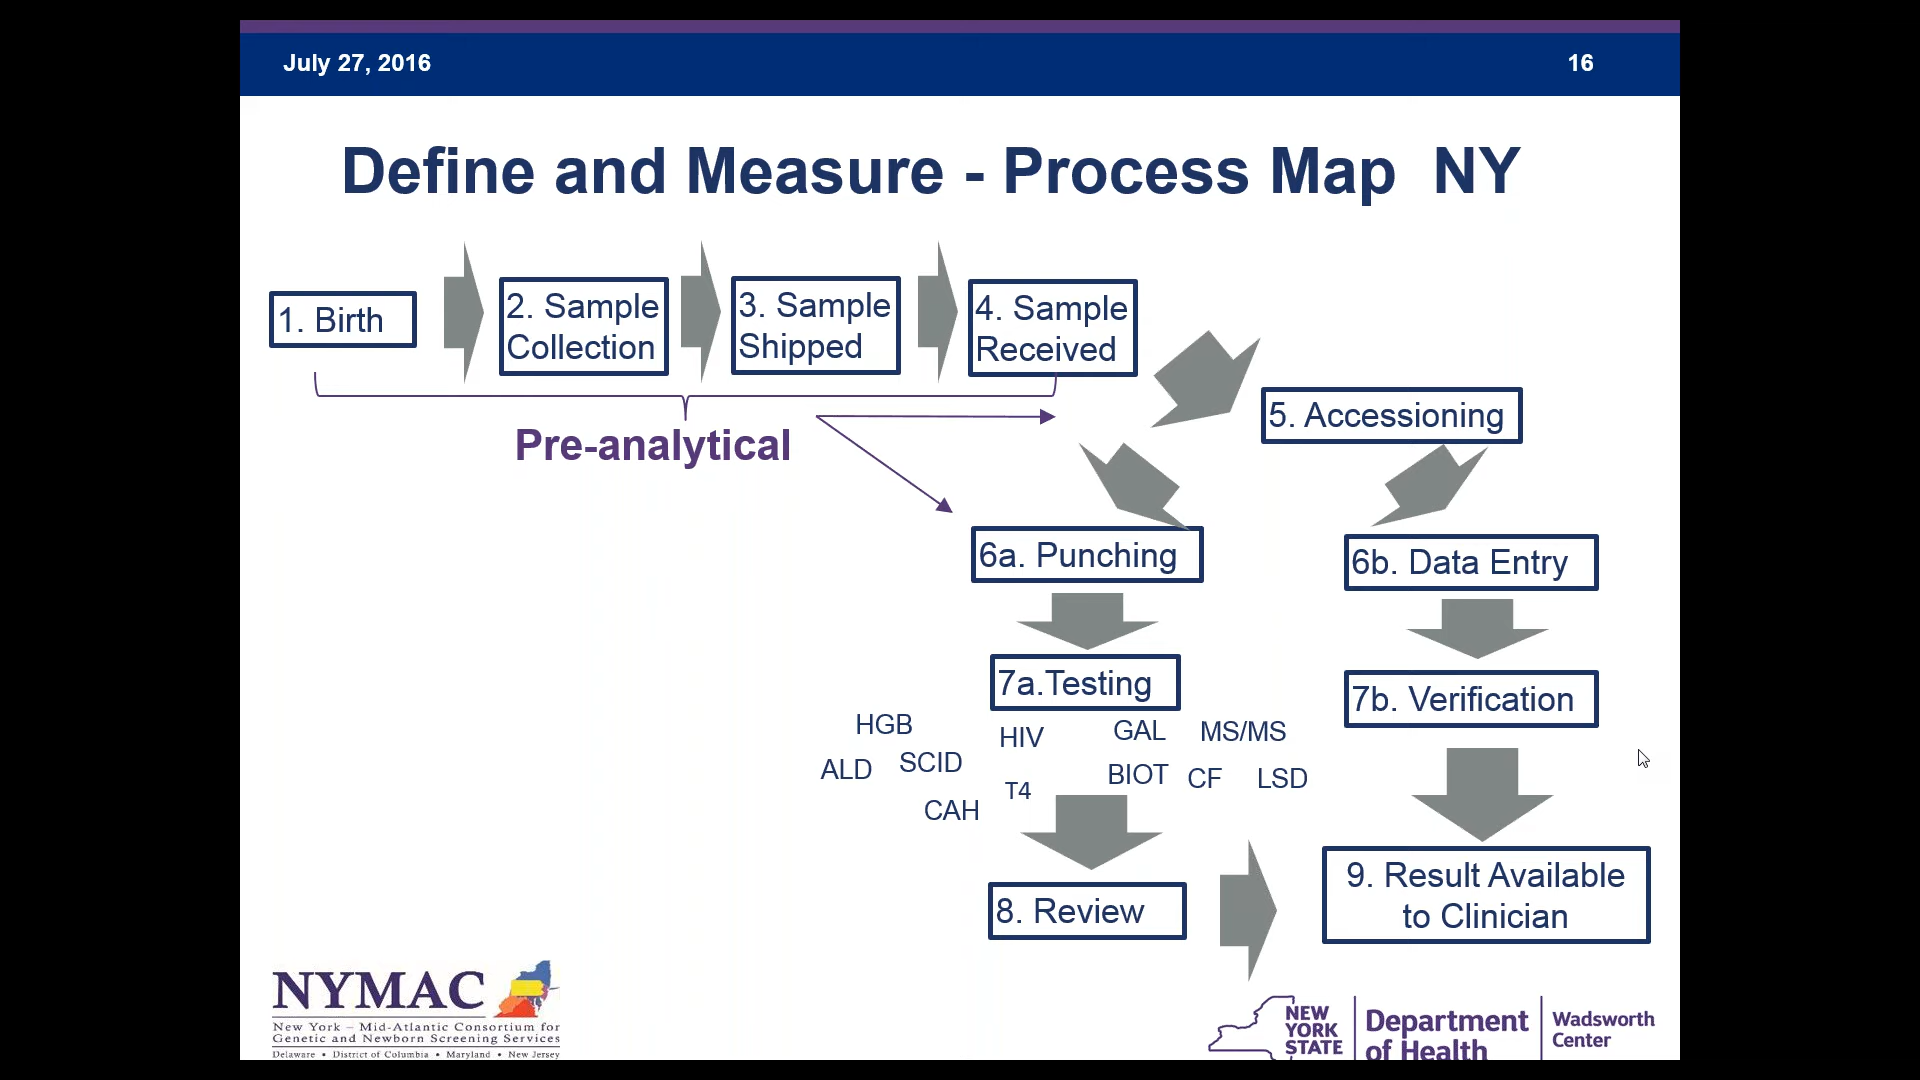 July 27, 2016
16
Define and Measure - Process Map NY
1. Birth
2. Sample
Collection
3. Sample
Shipped
4. Sample
Received
5. Accessioning
Pre-analytical
6a. Punching
6b. Data Entry
7a.Testing
7b. Verification
HGB
HIV
GAL
MS/MS
ALD
SCID
BIOT
CF
LSD
CAH
T4
8. Review
9. Result Available
to Clinician
NYMAC
New York – Mid-Atlantic Consortium for
Genetic and Newborn Screening Services
Delaware • District of Columbia • Maryland • New Jersey
NEW
YORK
STATE
Department
of Health
Wadsworth
Center